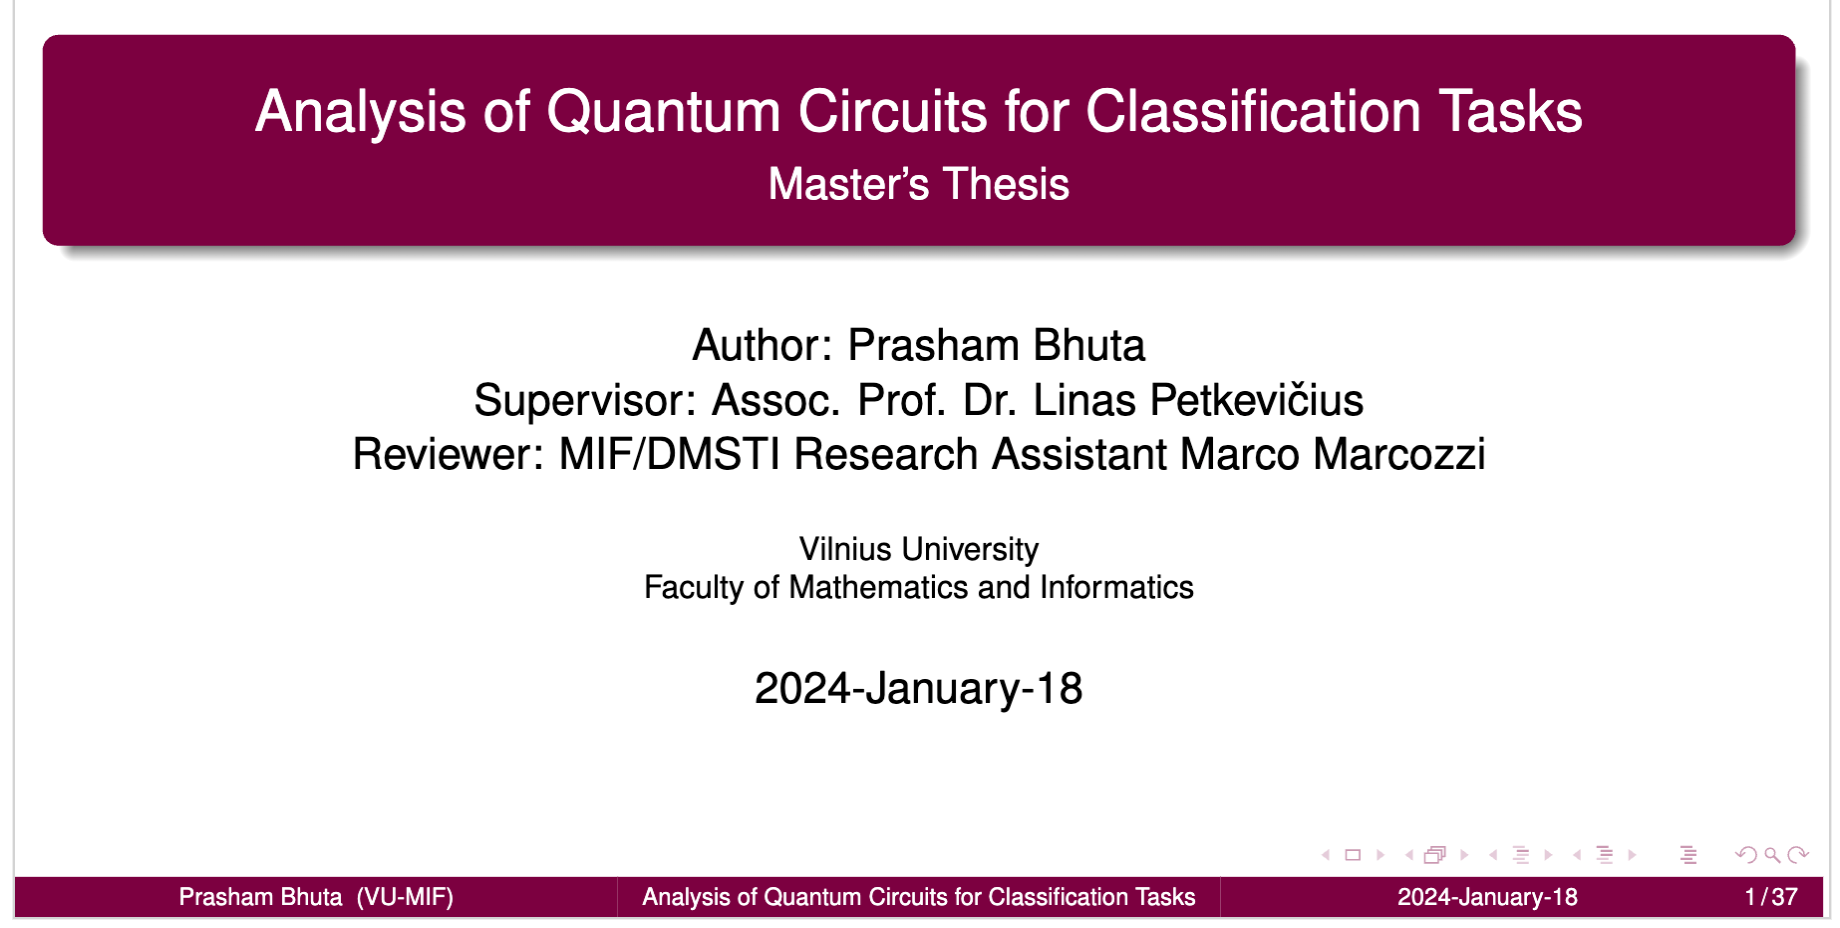 Analysis of Quantum Circuits for Classification Tasks
Master's Thesis
Author: Prasham Bhuta
Supervisor: Assoc. Prof. Dr. Linas Petkevičius
Reviewer: MIF/DMSTI Research Assistant Marco Marcozzi
Vilnius University
Faculty of Mathematics and Informatics
2024-January-18
Prasham Bhuta (VU-MIF) Analysis of Quantum Circuits for Classification Tasks 2024-January-18 1/37